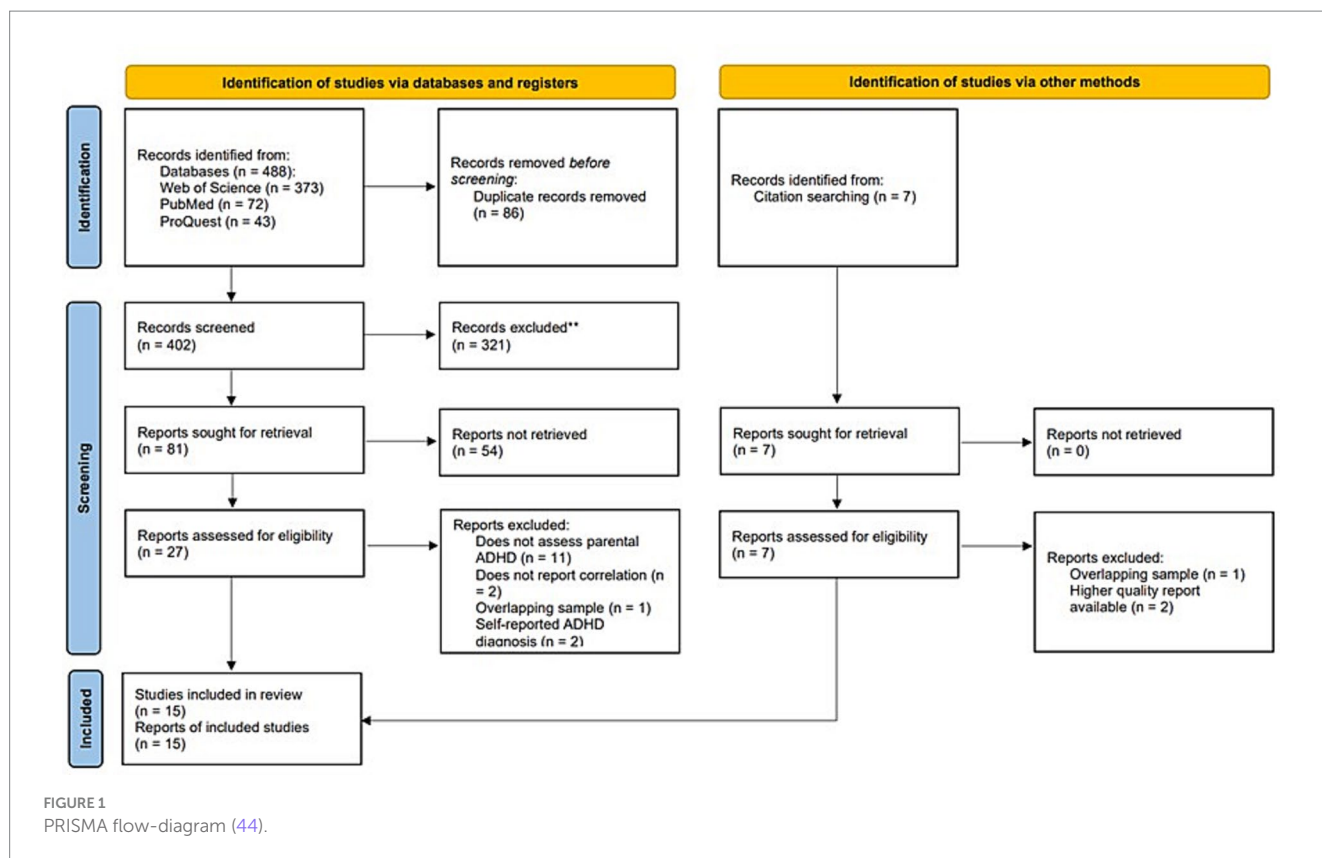 Identification of studies via databases and registers
Identification of studies via other methods
Identification
Records identified from:
Databases (n = 488):
Web of Science (n = 373)
PubMed (n = 72)
ProQuest (n = 43)
Records removed before
screening:
Duplicate records removed
(n = 86)
Records identified from:
Citation searching (n = 7)
Screening
Records screened
(n = 402)
Records excluded**
(n = 321)
Reports sought for retrieval
(n = 81)
Reports not retrieved
(n = 54)
Reports sought for retrieval
(n = 7)
Reports not retrieved
(n = 0)
Reports assessed for eligibility
(n = 27)
Reports excluded:
Does not assess parental
ADHD (n = 11)
Does not report correlation (n
= 2)
Overlapping sample (n = 1)
Self-reported ADHD
diagnosis (n = 2)
Reports assessed for eligibility
(n = 7)
Reports excluded:
Overlapping sample (n = 1)
Higher quality report
available (n = 2)
Included
Studies included in review
(n = 15)
Reports of included studies
(n = 15)
FIGURE 1
PRISMA flow-diagram (44).